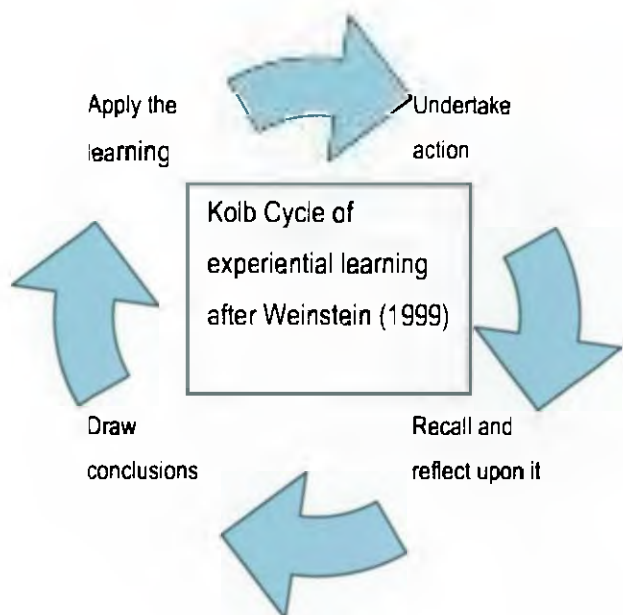 Apply the
learning
Undertake
action
Kolb Cycle of
experiential learning
after Weinstein (1999)
Draw
conclusions
Recall and
reflect upon it